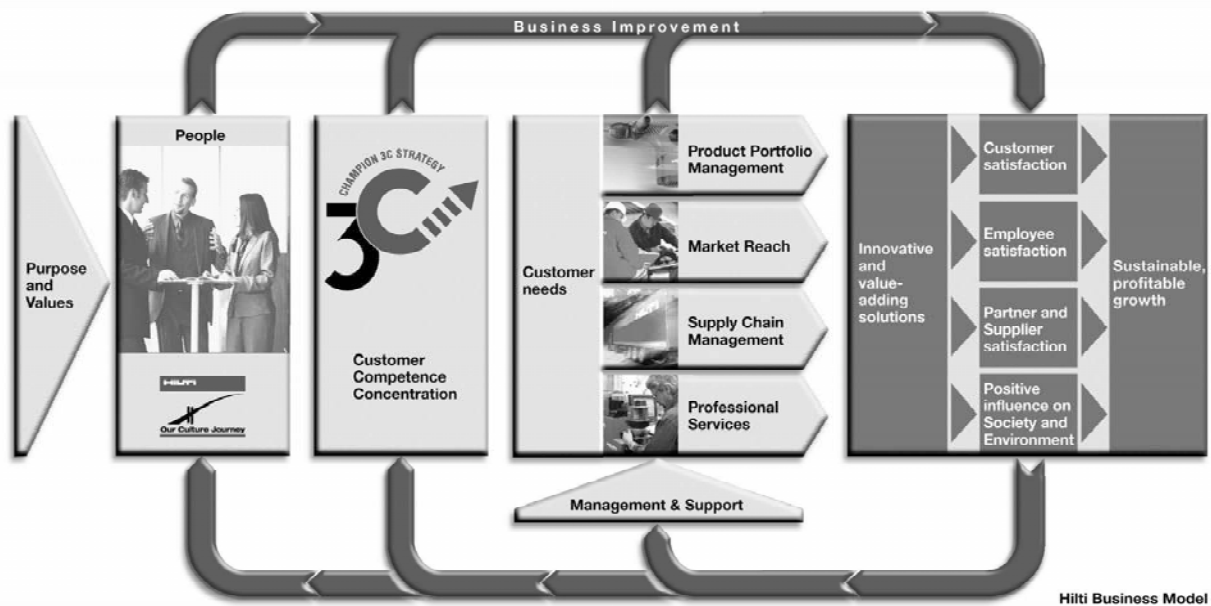 Business Improvement
Purpose
and
Values
People
HILTI
Our Culture Journey
CHAMPION 3C STRATEGY
3C
Customer
Competence
Concentration
Customer
needs
Product Portfolio
Management
Market Reach
Supply Chain
Management
Professional
Services
Management & Support
Innovative
and
value-
adding
solutions
Customer
satisfaction
Employee
satisfaction
Partner and
Supplier
satisfaction
Positive
influence on
Society and
Environment
Sustainable,
profitable
growth
Hilti Business Model